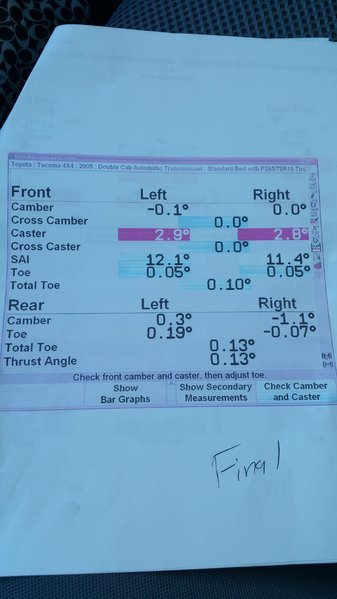 Toyota : Tacoma 4X4 : 2005 : Double Cab Automatic Transmission : Standard Bed with P265/70R16 Tires
Front Left Right
Camber -0.1° 0.0°
Cross Camber 0.0°
Caster 2.9° 2.8°
Cross Caster 0.0°
SAI 12.1° 11.4°
Toe 0.05° 0.05°
Total Toe 0.10°
Rear Left Right
Camber 0.3° -1.1°
Toe 0.19° -0.07°
Total Toe 0.13°
Thrust Angle 0.13°
Check front camber and caster, then adjust toe.
Show Show Secondary Check Camber
Bar Graphs Measurements and Caster
Final